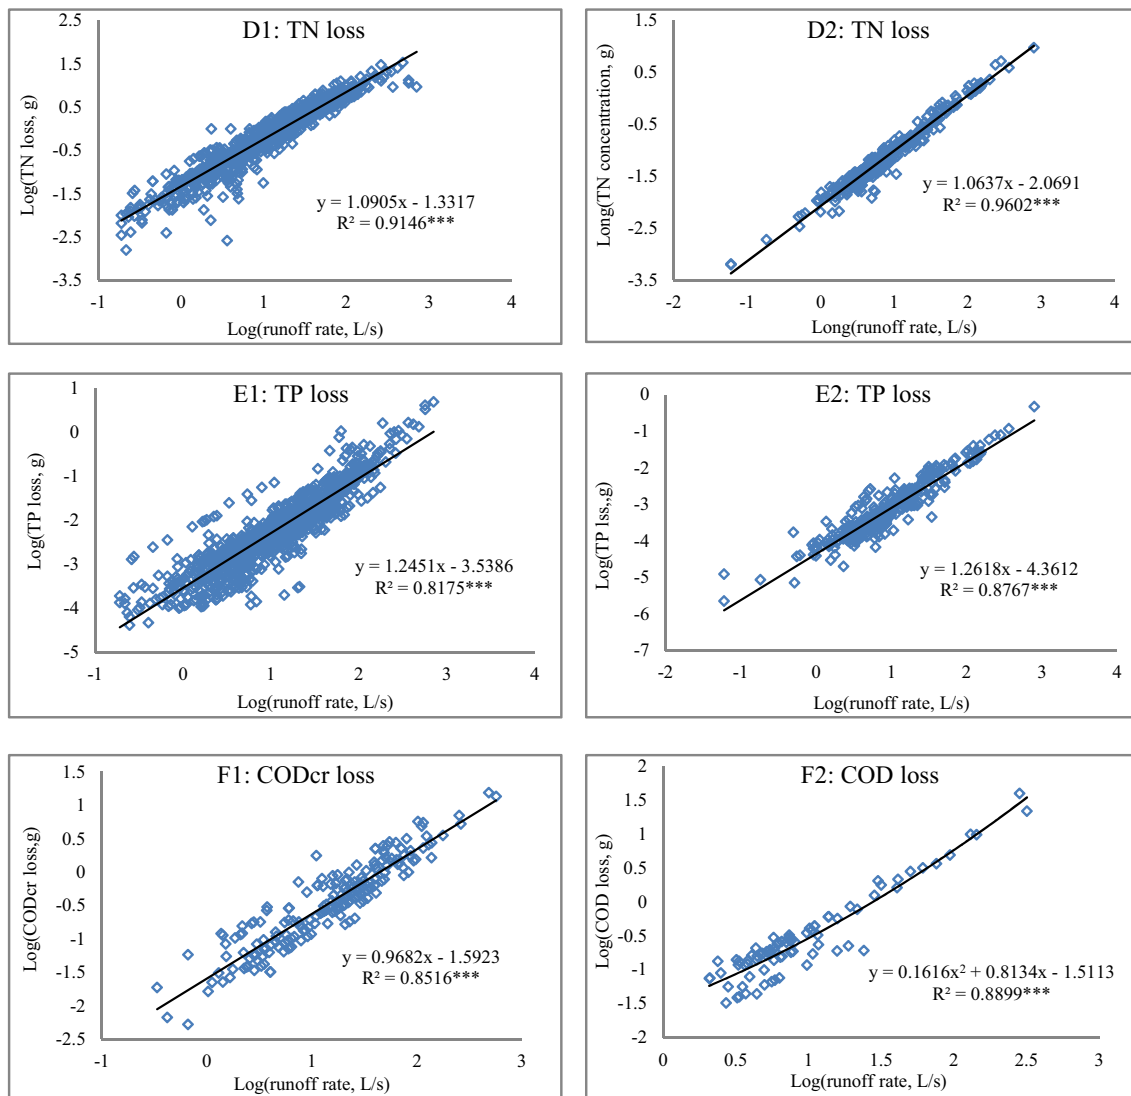 D1: TN loss
2.5
1.5
0.5
-0.5
-1.5
-2.5
-3.5
Log(TN loss, g)
y = 1.0905x - 1.3317
R² = 0.9146***
-1 0 1 2 3 4
Log(runoff rate, L/s)
D2: TN loss
1.5
0.5
-0.5
-1.5
-2.5
-3.5
Long(TN concentration, g)
y = 1.0637x - 2.0691
R² = 0.9602***
-2 -1 0 1 2 3 4
Long(runoff rate, L/s)
E1: TP loss
1
0
-1
-2
-3
-4
-5
Log(TP loss, g)
y = 1.2451x - 3.5386
R² = 0.8175***
-1 0 1 2 3 4
Log(runoff rate, L/s)
E2: TP loss
0
-1
-2
-3
-4
-5
-6
-7
Log(TP lss,,g)
y = 1.2618x - 4.3612
R² = 0.8767***
-2 -1 0 1 2 3 4
Log(runoff rate, L/s)
F1: CODcr loss
1.5
1
0.5
0
-0.5
-1
-1.5
-2
-2.5
Log(CODcr loss,g)
y = 0.9682x - 1.5923
R² = 0.8516***
-1 0 1 2 3
Log(runoff rate, L/s)
F2: COD loss
2
1.5
1
0.5
0
-0.5
-1
-1.5
-2
Log(COD loss, g)
y = 0.1616x² + 0.8134x - 1.5113
R² = 0.8899***
0 0.5 1 1.5 2 2.5 3
Log(runoff rate, L/s)